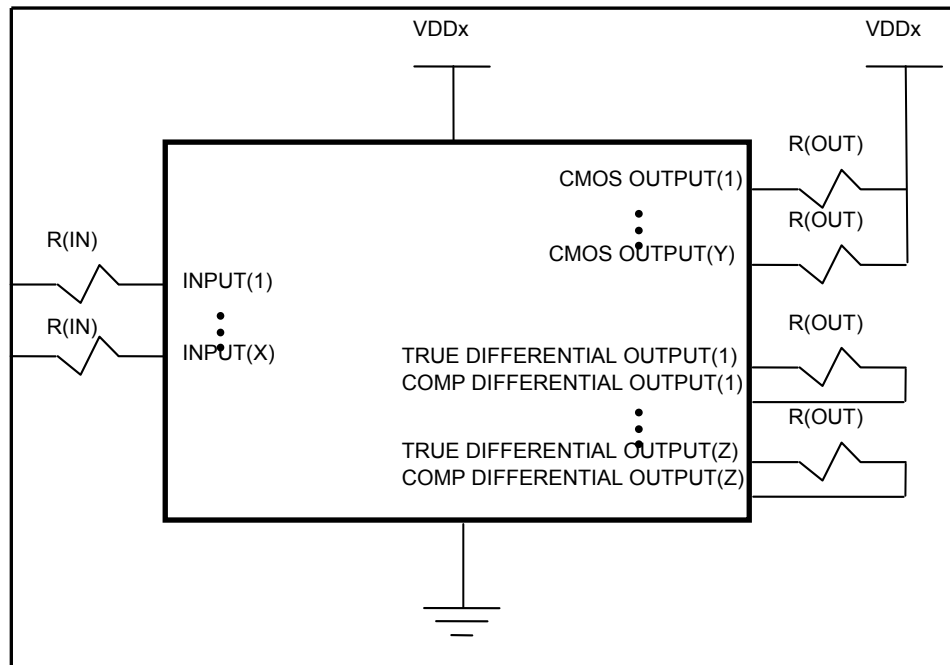 VDDx
VDDx
R(OUT)
CMOS OUTPUT(1)
R(OUT)
CMOS OUTPUT(Y)
R(IN)
INPUT(1)
R(IN)
INPUT(X)
R(OUT)
TRUE DIFFERENTIAL OUTPUT(1)
COMP DIFFERENTIAL OUTPUT(1)
R(OUT)
TRUE DIFFERENTIAL OUTPUT(Z)
COMP DIFFERENTIAL OUTPUT(Z)